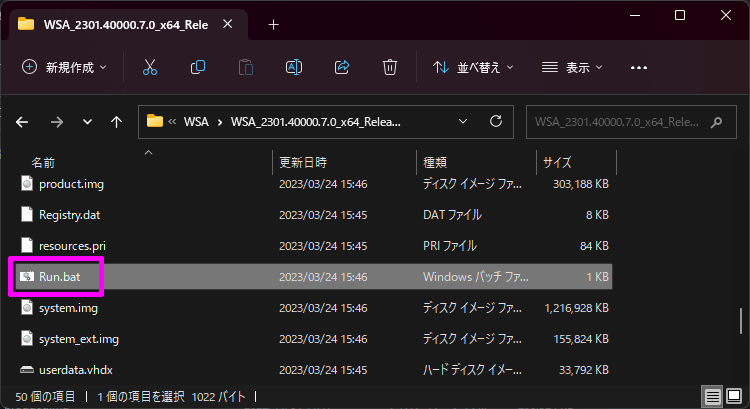 WSA_2301.40000.7.0_x64_Rele
新規作成
並べ替え
表示
WSA
WSA_2301.40000.7.0_x64_Relea...
WSA_2301.40000.7.0_x64_Rel...
名前 更新日時 種類 サイズ
product.img 2023/03/24 15:46 ディスク イメージ ファ... 303,188 KB
Registry.dat 2023/03/24 15:45 DAT ファイル 8 KB
resources.pri 2023/03/24 15:45 PRI ファイル 84 KB
Run.bat 2023/03/24 15:46 Windows バッチ ファ... 1 KB
system.img 2023/03/24 15:46 ディスク イメージ ファ... 1,216,928 KB
system_ext.img 2023/03/24 15:46 ディスク イメージ ファ... 155,824 KB
userdata.vhdx 2023/03/24 15:45 ハード ディスク イメー... 33,792 KB
50 個の項目 1 個の項目を選択 1022 バイト